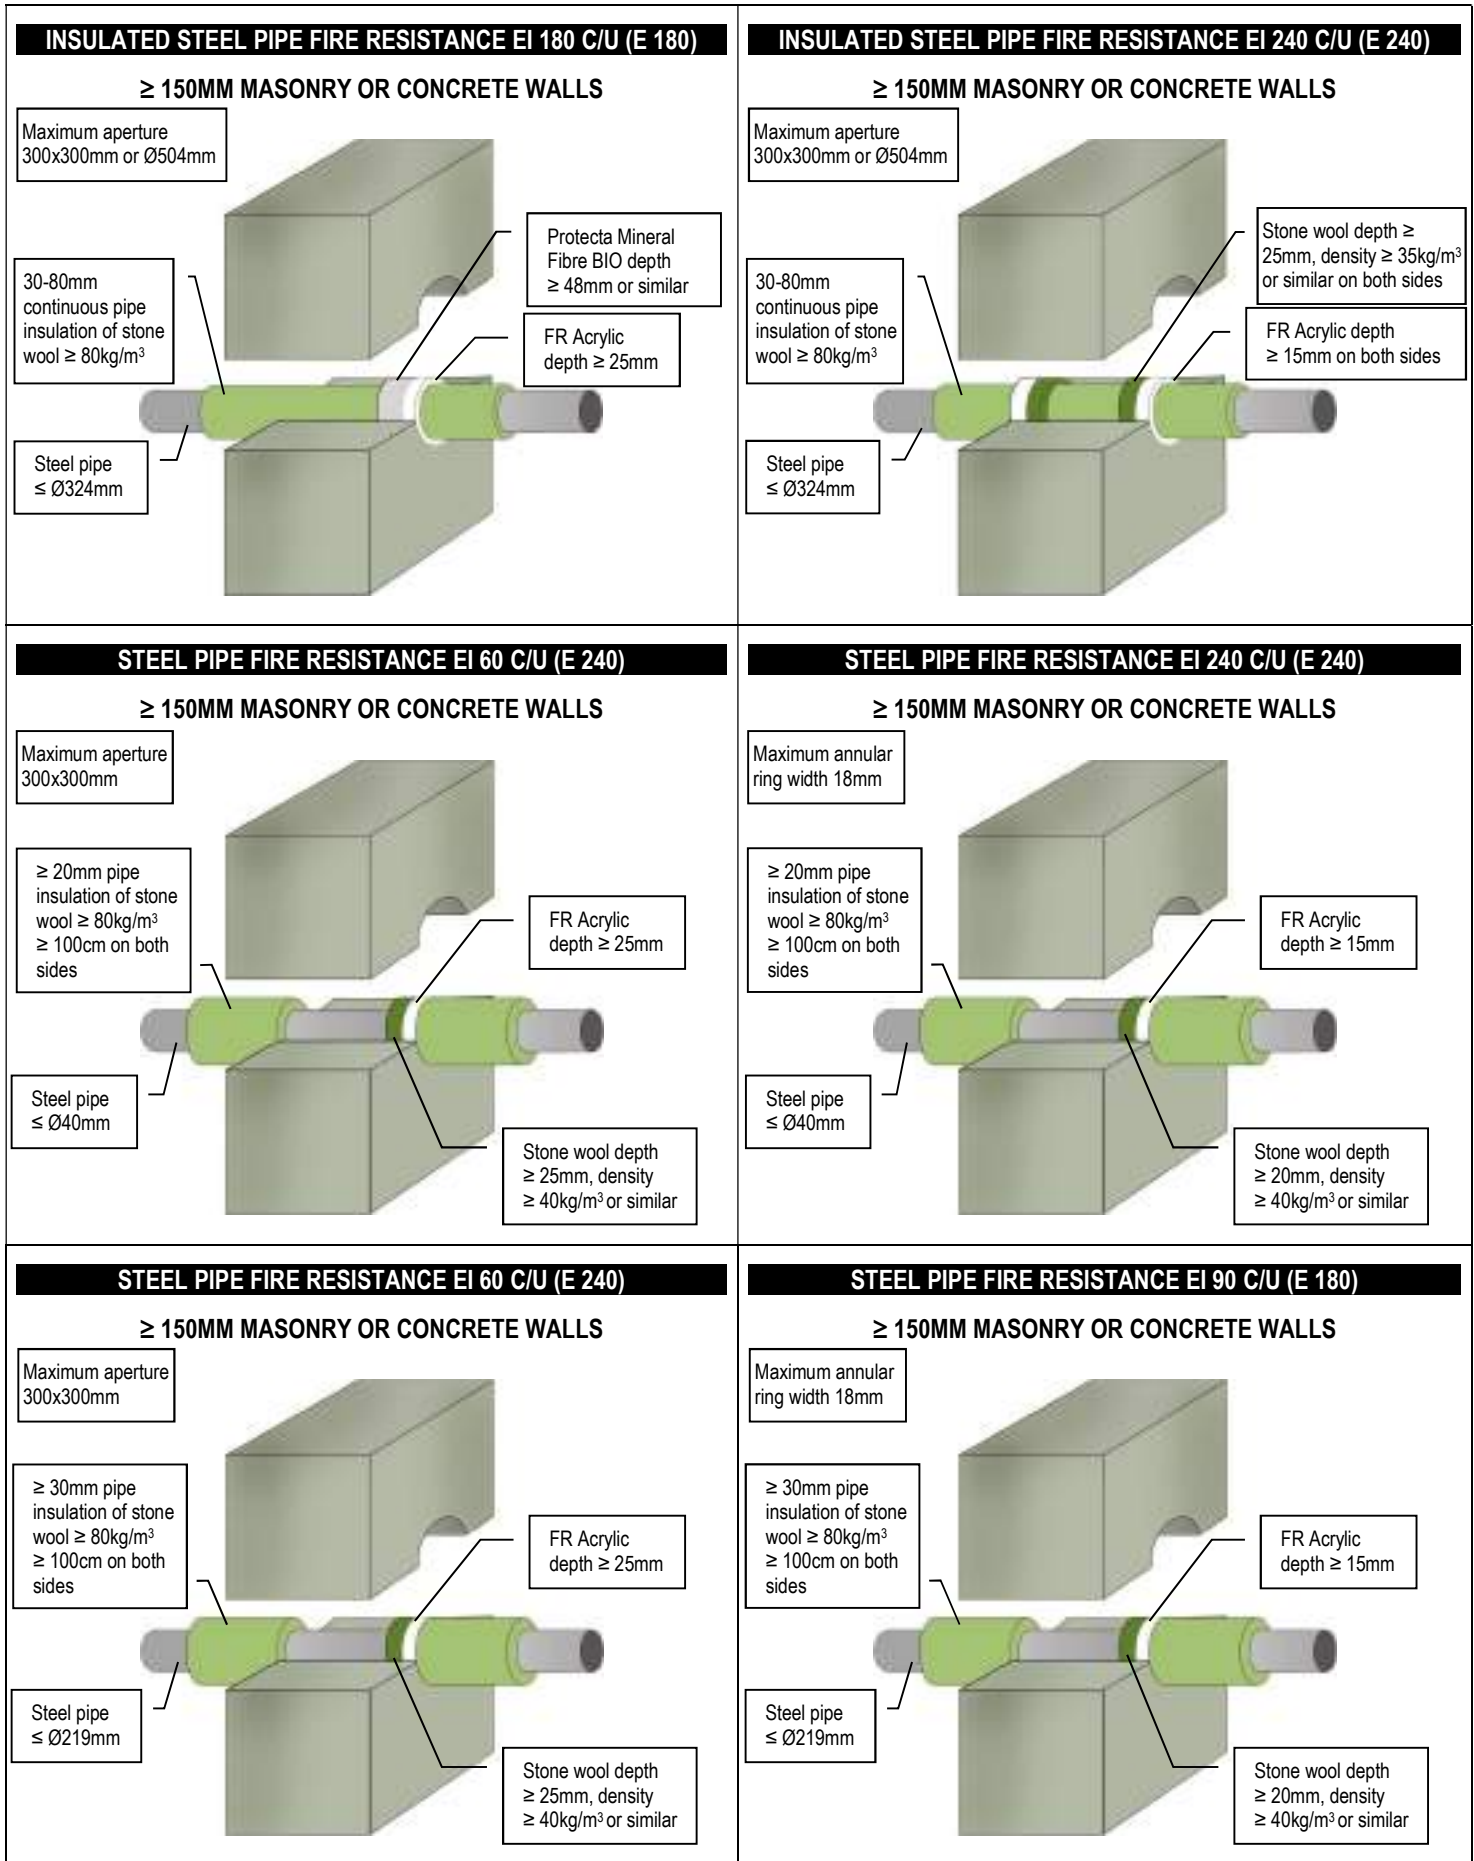 INSULATED STEEL PIPE FIRE RESISTANCE EI 180 C/U (E 180)
≥ 150MM MASONRY OR CONCRETE WALLS
Maximum aperture
300x300mm or Ø504mm
Protecta Mineral
Fibre BIO depth
≥ 48mm or similar
30-80mm
continuous pipe
insulation of stone
wool ≥ 80kg/m³
FR Acrylic
depth ≥ 25mm
Steel pipe
≤ Ø324mm
INSULATED STEEL PIPE FIRE RESISTANCE EI 240 C/U (E 240)
≥ 150MM MASONRY OR CONCRETE WALLS
Maximum aperture
300x300mm or Ø504mm
Stone wool depth ≥
25mm, density ≥ 35kg/m³
or similar on both sides
30-80mm
continuous pipe
insulation of stone
wool ≥ 80kg/m³
FR Acrylic depth
≥ 15mm on both sides
Steel pipe
≤ Ø324mm
STEEL PIPE FIRE RESISTANCE EI 60 C/U (E 240)
≥ 150MM MASONRY OR CONCRETE WALLS
Maximum aperture
300x300mm
≥ 20mm pipe
insulation of stone
wool ≥ 80kg/m³
≥ 100cm on both
sides
FR Acrylic
depth ≥ 25mm
Steel pipe
≤ Ø40mm
Stone wool depth
≥ 25mm, density
≥ 40kg/m³ or similar
STEEL PIPE FIRE RESISTANCE EI 240 C/U (E 240)
≥ 150MM MASONRY OR CONCRETE WALLS
Maximum annular
ring width 18mm
≥ 20mm pipe
insulation of stone
wool ≥ 80kg/m³
≥ 100cm on both
sides
FR Acrylic
depth ≥ 15mm
Steel pipe
≤ Ø40mm
Stone wool depth
≥ 20mm, density
≥ 40kg/m³ or similar
STEEL PIPE FIRE RESISTANCE EI 60 C/U (E 240)
≥ 150MM MASONRY OR CONCRETE WALLS
Maximum aperture
300x300mm
≥ 30mm pipe
insulation of stone
wool ≥ 80kg/m³
≥ 100cm on both
sides
FR Acrylic
depth ≥ 25mm
Steel pipe
≤ Ø219mm
Stone wool depth
≥ 25mm, density
≥ 40kg/m³ or similar
STEEL PIPE FIRE RESISTANCE EI 90 C/U (E 180)
≥ 150MM MASONRY OR CONCRETE WALLS
Maximum annular
ring width 18mm
≥ 30mm pipe
insulation of stone
wool ≥ 80kg/m³
≥ 100cm on both
sides
FR Acrylic
depth ≥ 15mm
Steel pipe
≤ Ø219mm
Stone wool depth
≥ 20mm, density
≥ 40kg/m³ or similar